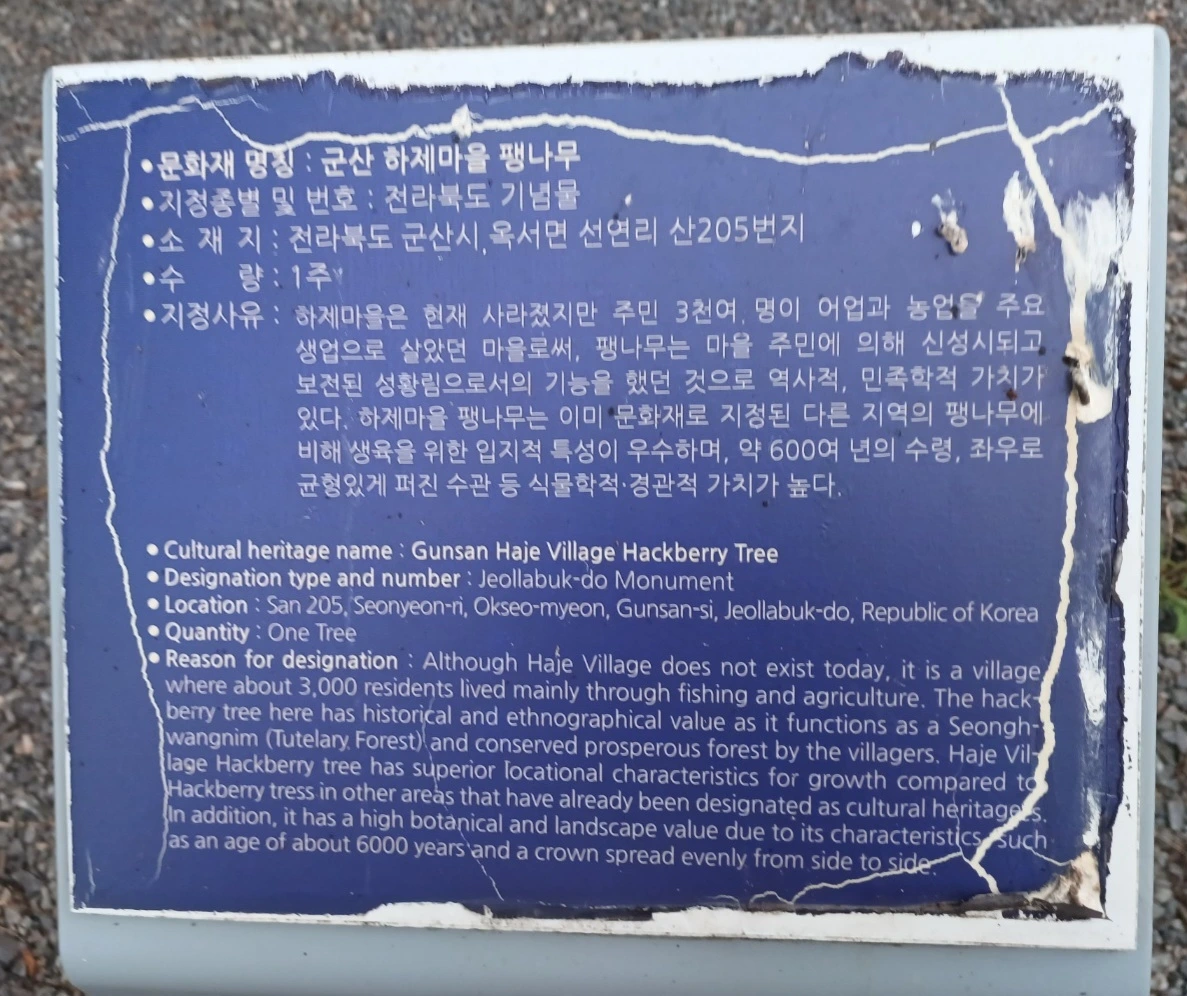 •문화재 명칭 : 군산 하제마을 팽나무
•지정종별 및 번호 : 전라북도 기념물
•소 재 지 : 전라북도 군산시, 옥서면 선연리 산205번지
•수 량 : 1주
•지정사유 : 하제마을은 현재 사라졌지만 주민 3천여 명이 어업과 농업을 주요
생업으로 살았던 마을로써, 팽나무는 마을 주민에 의해 신성시되고
보전된 성황림으로서의 기능을 했던 것으로 역사적, 민족학적 가치가
있다. 하제마을 팽나무는 이미 문화재로 지정된 다른 지역의 팽나무에
비해 생육을 위한 입지적 특성이 우수하며, 약 600여 년의 수령, 좌우로
균형있게 퍼진 수관 등 식물학적·경관적 가치가 높다.
• Cultural heritage name : Gunsan Haje Village Hackberry Tree
• Designation type and number : Jeollabuk-do Monument
• Location : San 205, Seonyeon-ri, Okseo-myeon, Gunsan-si, Jeollabuk-do, Republic of Korea
• Quantity : One Tree
• Reason for designation : Although Haje Village does not exist today, it is a village
where about 3,000 residents lived mainly through fishing and agriculture. The hack-
berry tree here has historical and ethnographical value as it functions as a Seongh-
wangnim (Tutelary Forest) and conserved prosperous forest by the villagers. Haje Vil-
lage Hackberry tree has superior locational characteristics for growth compared to
Hackberry tress in other areas that have already been designated as cultural heritages.
In addition, it has a high botanical and landscape value due to its characteristics, such
as an age of about 6000 years and a crown spread evenly from side to side.